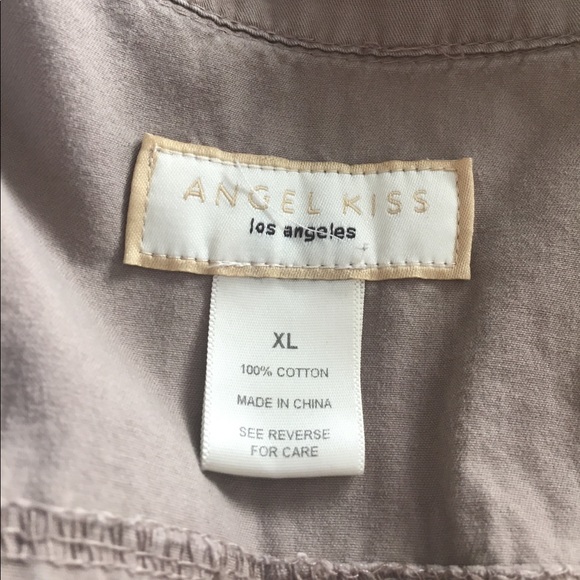 ANGEL KISS
los angeles
XL
100% COTTON
MADE IN CHINA
SEE REVERSE
FOR CARE